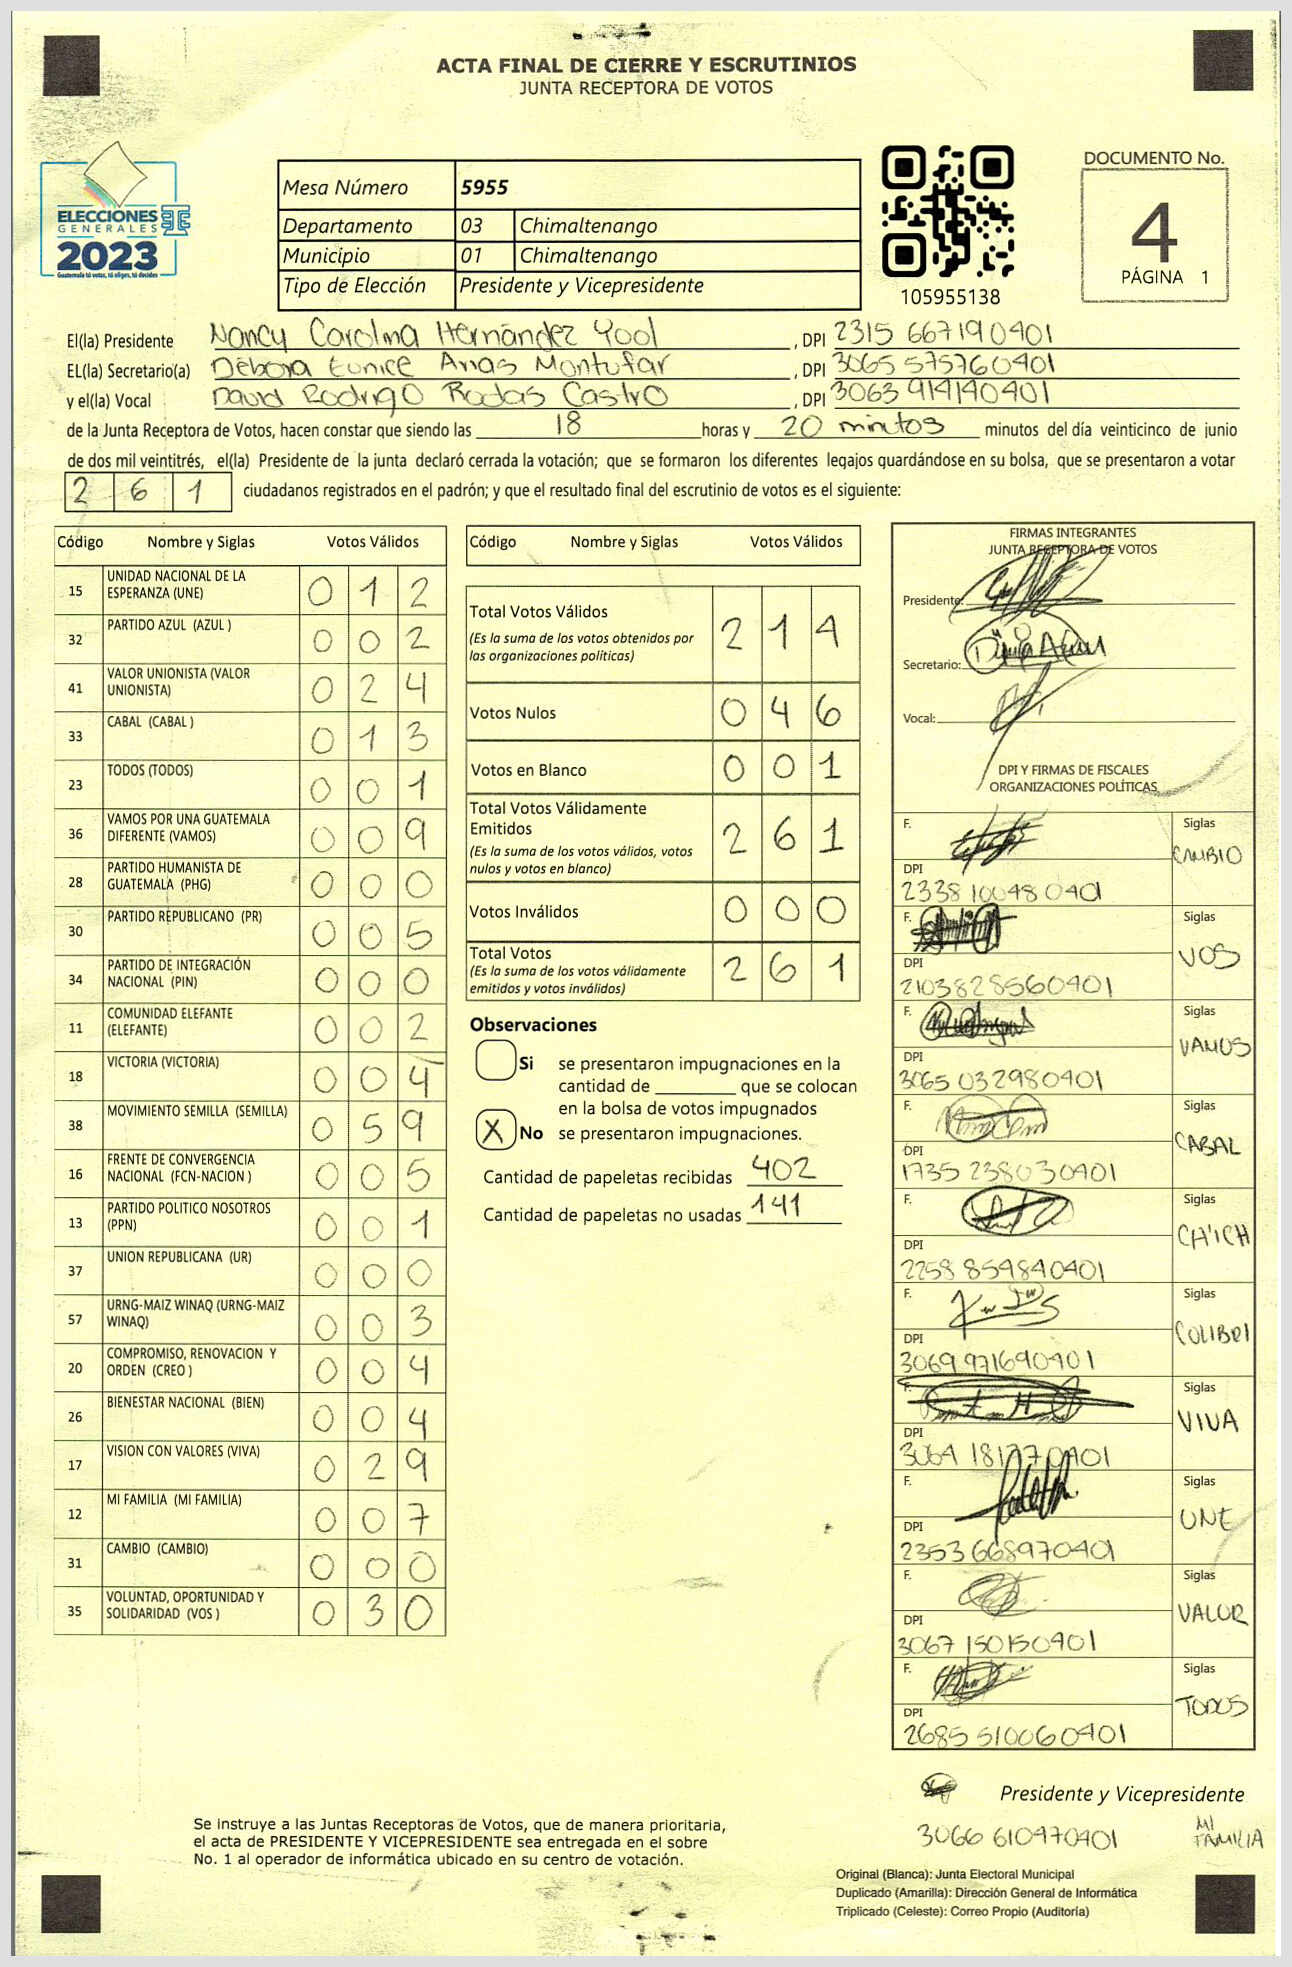 ACTA FINAL DE CIERRE Y ESCRUTINIOS
JUNTA RECEPTORA DE VOTOS
ELECCIONES
GENERALES
2023
Guatemala tú votas, tú eliges, tú decides
Mesa Número 5955
Departamento 03 Chimaltenango
Municipio 01 Chimaltenango
Tipo de Elección Presidente y Vicepresidente
105955138
DOCUMENTO No.
4
PÁGINA 1
El(la) Presidente Nancy Carolina Hernández Yool, DPI 2315 66719 0401
EL(la) Secretario(a) Débora Eunice Arias Montufar, DPI 3065 57576 0401
y el(la) Vocal David Rodrigo Rodas Castro, DPI 3063 91414 0401
de la Junta Receptora de Votos, hacen constar que siendo las 18 horas y 20 minutos minutos del día veinticinco de junio
de dos mil veintitrés, el(la) Presidente de la junta declaró cerrada la votación; que se formaron los diferentes legajos guardándose en su bolsa, que se presentaron a votar
2 6 1 ciudadanos registrados en el padrón; y que el resultado final del escrutinio de votos es el siguiente:
Código Nombre y Siglas Votos Válidos
15 UNIDAD NACIONAL DE LA ESPERANZA (UNE) 0 1 2
32 PARTIDO AZUL (AZUL ) 0 0 2
41 VALOR UNIONISTA (VALOR UNIONISTA) 0 2 4
33 CABAL (CABAL ) 0 1 3
23 TODOS (TODOS) 0 0 1
36 VAMOS POR UNA GUATEMALA DIFERENTE (VAMOS) 0 0 9
28 PARTIDO HUMANISTA DE GUATEMALA (PHG) 0 0 0
30 PARTIDO REPUBLICANO (PR) 0 0 5
34 PARTIDO DE INTEGRACIÓN NACIONAL (PIN) 0 0 0
11 COMUNIDAD ELEFANTE (ELEFANTE) 0 0 2
18 VICTORIA (VICTORIA) 0 0 4
38 MOVIMIENTO SEMILLA (SEMILLA) 0 5 9
16 FRENTE DE CONVERGENCIA NACIONAL (FCN-NACION ) 0 0 5
13 PARTIDO POLITICO NOSOTROS (PPN) 0 0 1
37 UNION REPUBLICANA (UR) 0 0 0
57 URNG-MAIZ WINAQ (URNG-MAIZ WINAQ) 0 0 3
20 COMPROMISO, RENOVACION Y ORDEN (CREO ) 0 0 4
26 BIENESTAR NACIONAL (BIEN) 0 0 4
17 VISION CON VALORES (VIVA) 0 2 9
12 MI FAMILIA (MI FAMILIA) 0 0 7
31 CAMBIO (CAMBIO) 0 0 0
35 VOLUNTAD, OPORTUNIDAD Y SOLIDARIDAD (VOS ) 0 3 0
Código Nombre y Siglas Votos Válidos
Total Votos Válidos 2 1 4
(Es la suma de los votos obtenidos por
las organizaciones políticas)
Votos Nulos 0 4 6
Votos en Blanco 0 0 1
Total Votos Válidamente
Emitidos 2 6 1
(Es la suma de los votos válidos, votos
nulos y votos en blanco)
Votos Inválidos 0 0 0
Total Votos 2 6 1
(Es la suma de los votos válidamente
emitidos y votos inválidos)
Observaciones
Si se presentaron impugnaciones en la
cantidad de ________ que se colocan
en la bolsa de votos impugnados
X No se presentaron impugnaciones.
Cantidad de papeletas recibidas 402
Cantidad de papeletas no usadas 141
FIRMAS INTEGRANTES
JUNTA RECEPTORA DE VOTOS
Presidente:
Secretario:
Vocal:
DPI Y FIRMAS DE FISCALES
ORGANIZACIONES POLÍTICAS
F. Siglas CAMBIO
DPI
2338 10048 0401
F. Siglas VOS
DPI
2103828560401
F. Siglas VAMOS
DPI
3065 032980401
F. Siglas CABAL
DPI
1735 238030401
F. Siglas CA'ICH
DPI
2258 859840401
F. Siglas COLIBRI
DPI
3069 971690401
F. Siglas VIVA
DPI
3064 181770401
F. Siglas UNE
DPI
2353 668970401
F. Siglas VALOR
DPI
3067 150150401
F. Siglas TODOS
DPI
2685 510060401
Presidente y Vicepresidente
3066 610470401 MI FAMILIA
Se instruye a las Juntas Receptoras de Votos, que de manera prioritaria,
el acta de PRESIDENTE Y VICEPRESIDENTE sea entregada en el sobre
No. 1 al operador de informática ubicado en su centro de votación.
Original (Blanca): Junta Electoral Municipal
Duplicado (Amarilla): Dirección General de Informática
Triplicado (Celeste): Correo Propio (Auditoría)